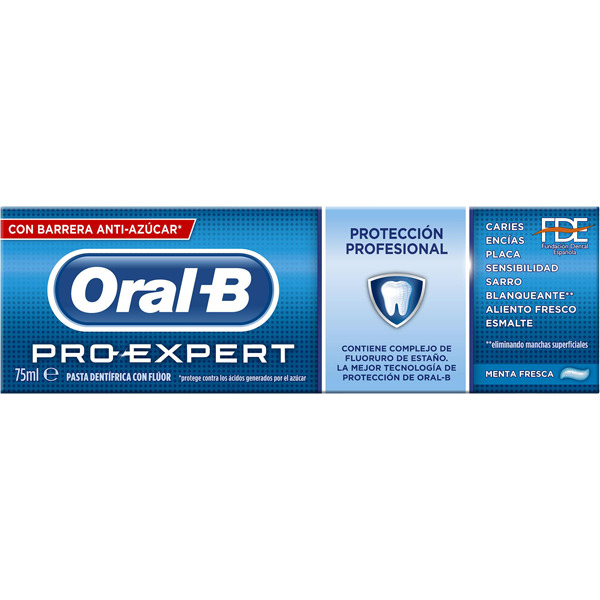 CON BARRERA ANTI-AZÚCAR*
Oral-B
PRO-EXPERT
75ml ℮ PASTA DENTÍFRICA CON FLÚOR *protege contra los ácidos generados por el azúcar
PROTECCIÓN
PROFESIONAL
CONTIENE COMPLEJO DE
FLUORURO DE ESTAÑO.
LA MEJOR TECNOLOGÍA DE
PROTECCIÓN DE ORAL-B
CARIES
ENCÍAS
PLACA
SENSIBILIDAD
SARRO
BLANQUEANTE**
ALIENTO FRESCO
ESMALTE
FDE
Fundación Dental
Española
**eliminando manchas superficiales
MENTA FRESCA